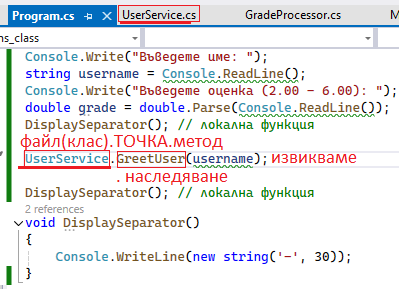 Program.cs UserService.cs GradeProcessor.cs
ns_class
Console.Write("Въведете име: ");
string username = Console.ReadLine();
Console.Write("Въведете оценка (2.00 – 6.00): ");
double grade = double.Parse(Console.ReadLine());
DisplaySeparator(); // локална функция
файл(клас).ТОЧКА.метод
UserService.GreetUser(username); извикваме
. наследяване
DisplaySeparator(); // локална функция
2 references
void DisplaySeparator()
{
Console.WriteLine(new string('-', 30));
}